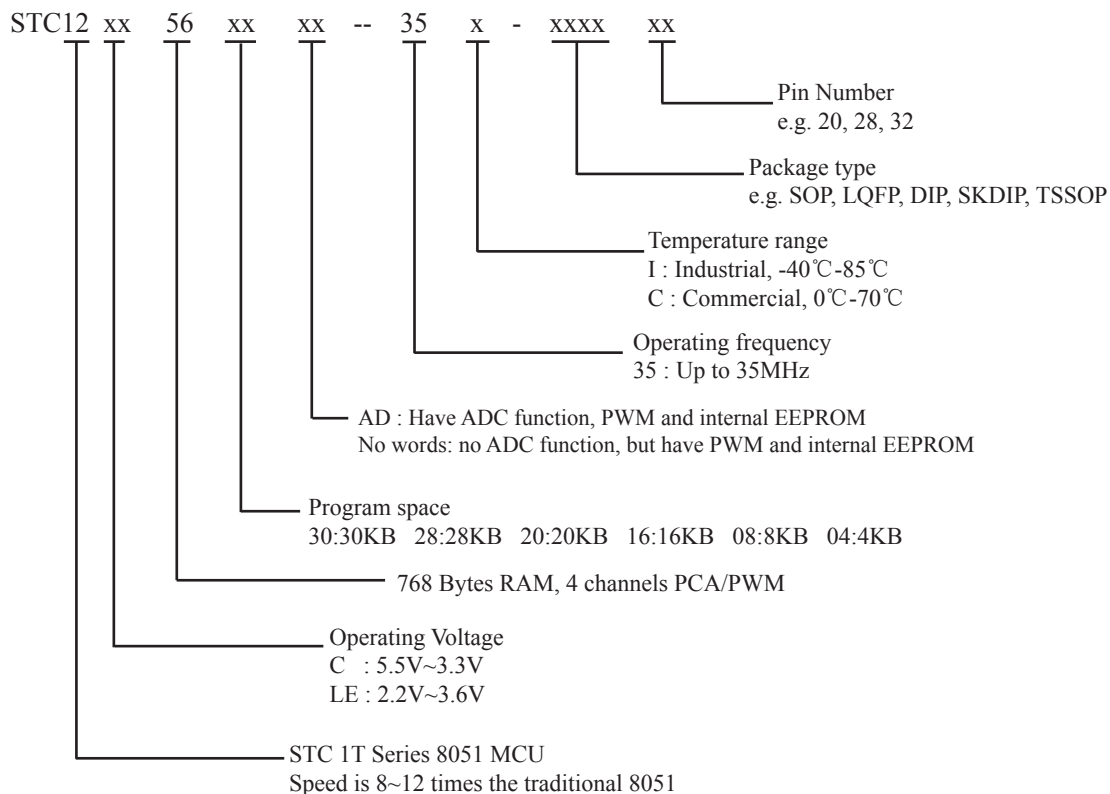 STC12 xx 56 xx xx -- 35 x - xxxx xx
Pin Number
e.g. 20, 28, 32
Package type
e.g. SOP, LQFP, DIP, SKDIP, TSSOP
Temperature range
I : Industrial, -40℃-85℃
C : Commercial, 0℃-70℃
Operating frequency
35 : Up to 35MHz
AD : Have ADC function, PWM and internal EEPROM
No words: no ADC function, but have PWM and internal EEPROM
Program space
30:30KB 28:28KB 20:20KB 16:16KB 08:8KB 04:4KB
768 Bytes RAM, 4 channels PCA/PWM
Operating Voltage
C : 5.5V~3.3V
LE : 2.2V~3.6V
STC 1T Series 8051 MCU
Speed is 8~12 times the traditional 8051